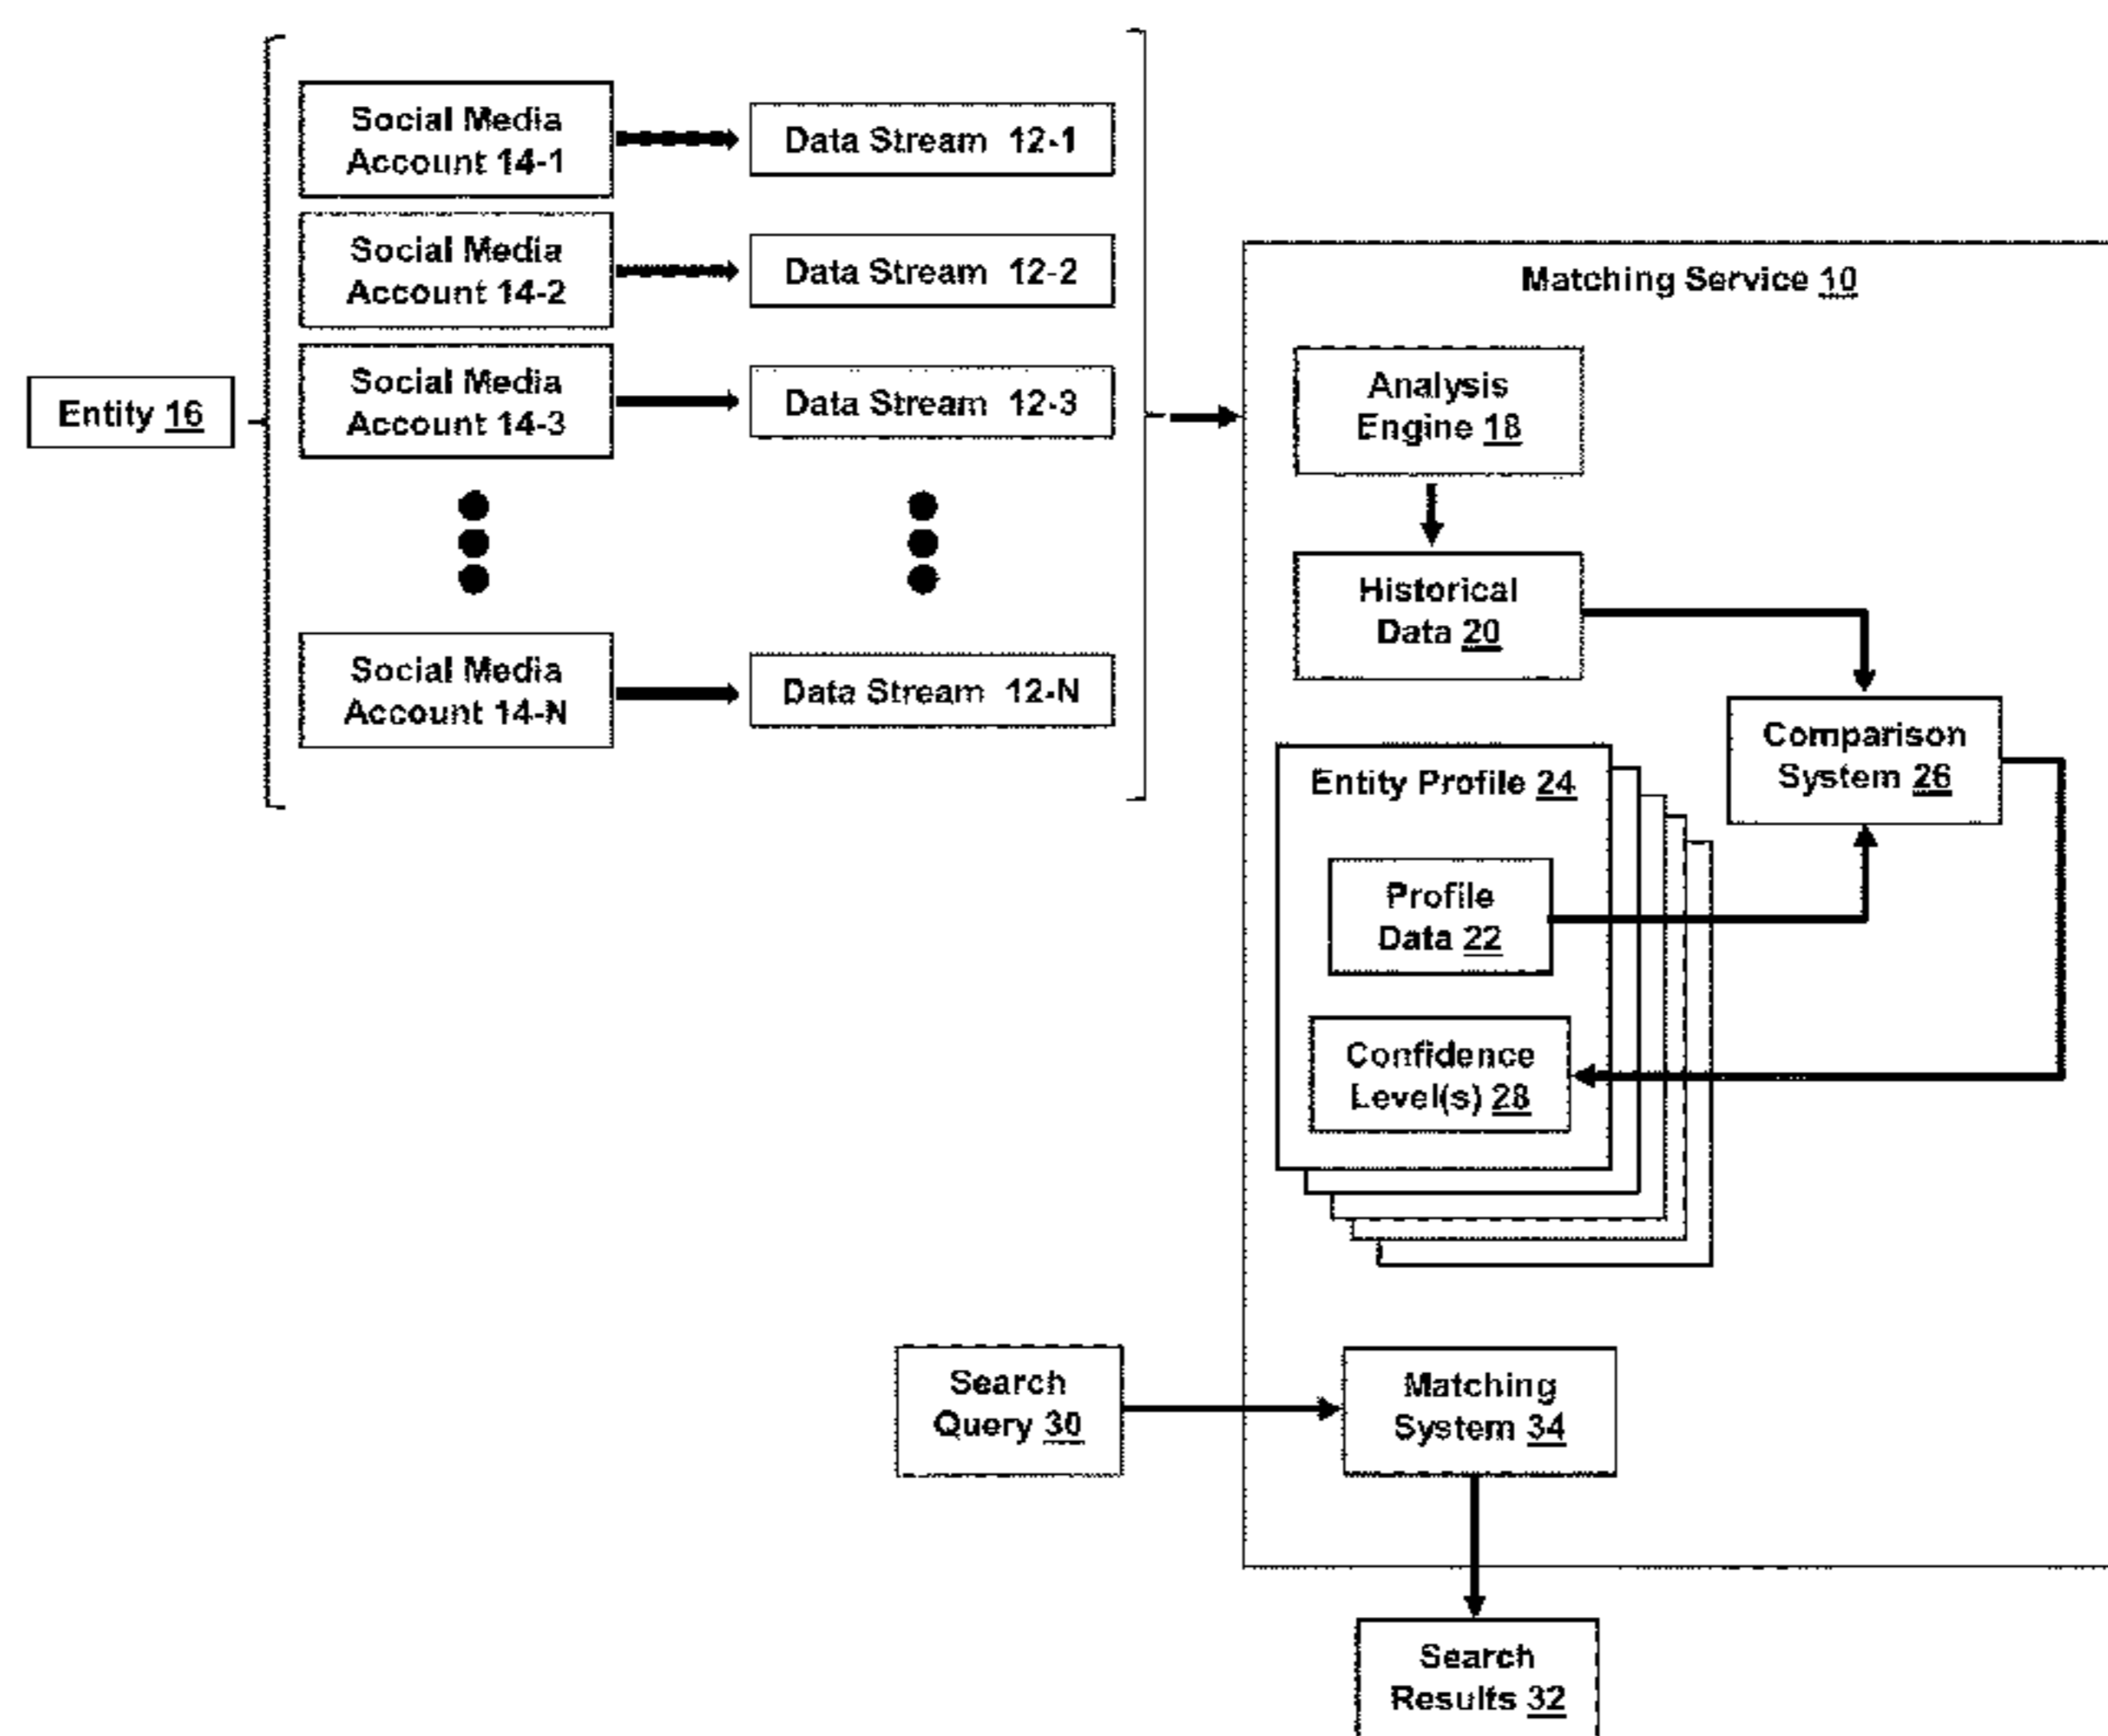 Entity 16
Social Media
Account 14-1
Data Stream 12-1
Social Media
Account 14-2
Data Stream 12-2
Social Media
Account 14-3
Data Stream 12-3
Social Media
Account 14-N
Data Stream 12-N
Matching Service 10
Analysis
Engine 18
Historical
Data 20
Comparison
System 26
Entity Profile 24
Profile
Data 22
Confidence
Level(s) 28
Search
Query 30
Matching
System 34
Search
Results 32